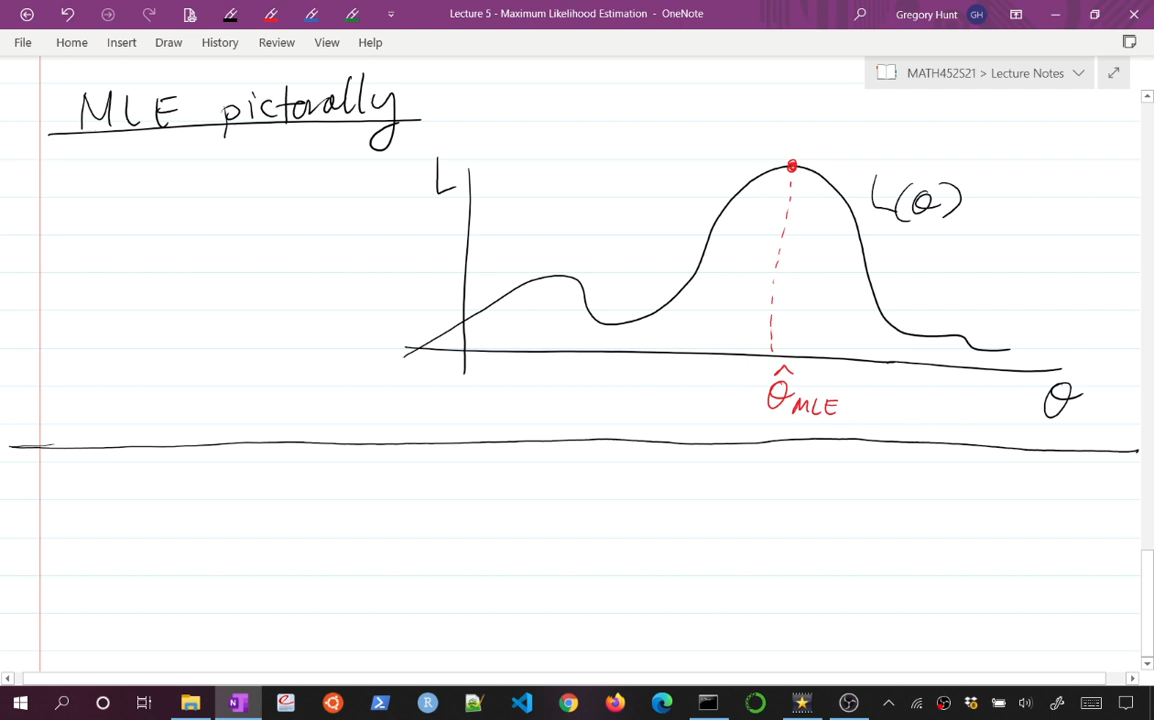 Lecture 5 - Maximum Likelihood Estimation - OneNote
Gregory Hunt GH
File Home Insert Draw History Review View Help
MATH452S21 > Lecture Notes
MLE pictorally
L
L(θ)
θ̂MLE
θ